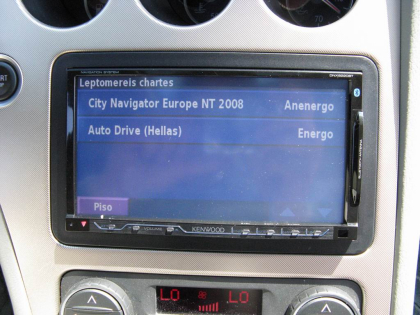 Leptomereis chartes
City Navigator Europe NT 2008 Anenergo
Auto Drive (Hellas) Energo
Piso
KENWOOD
LO LO